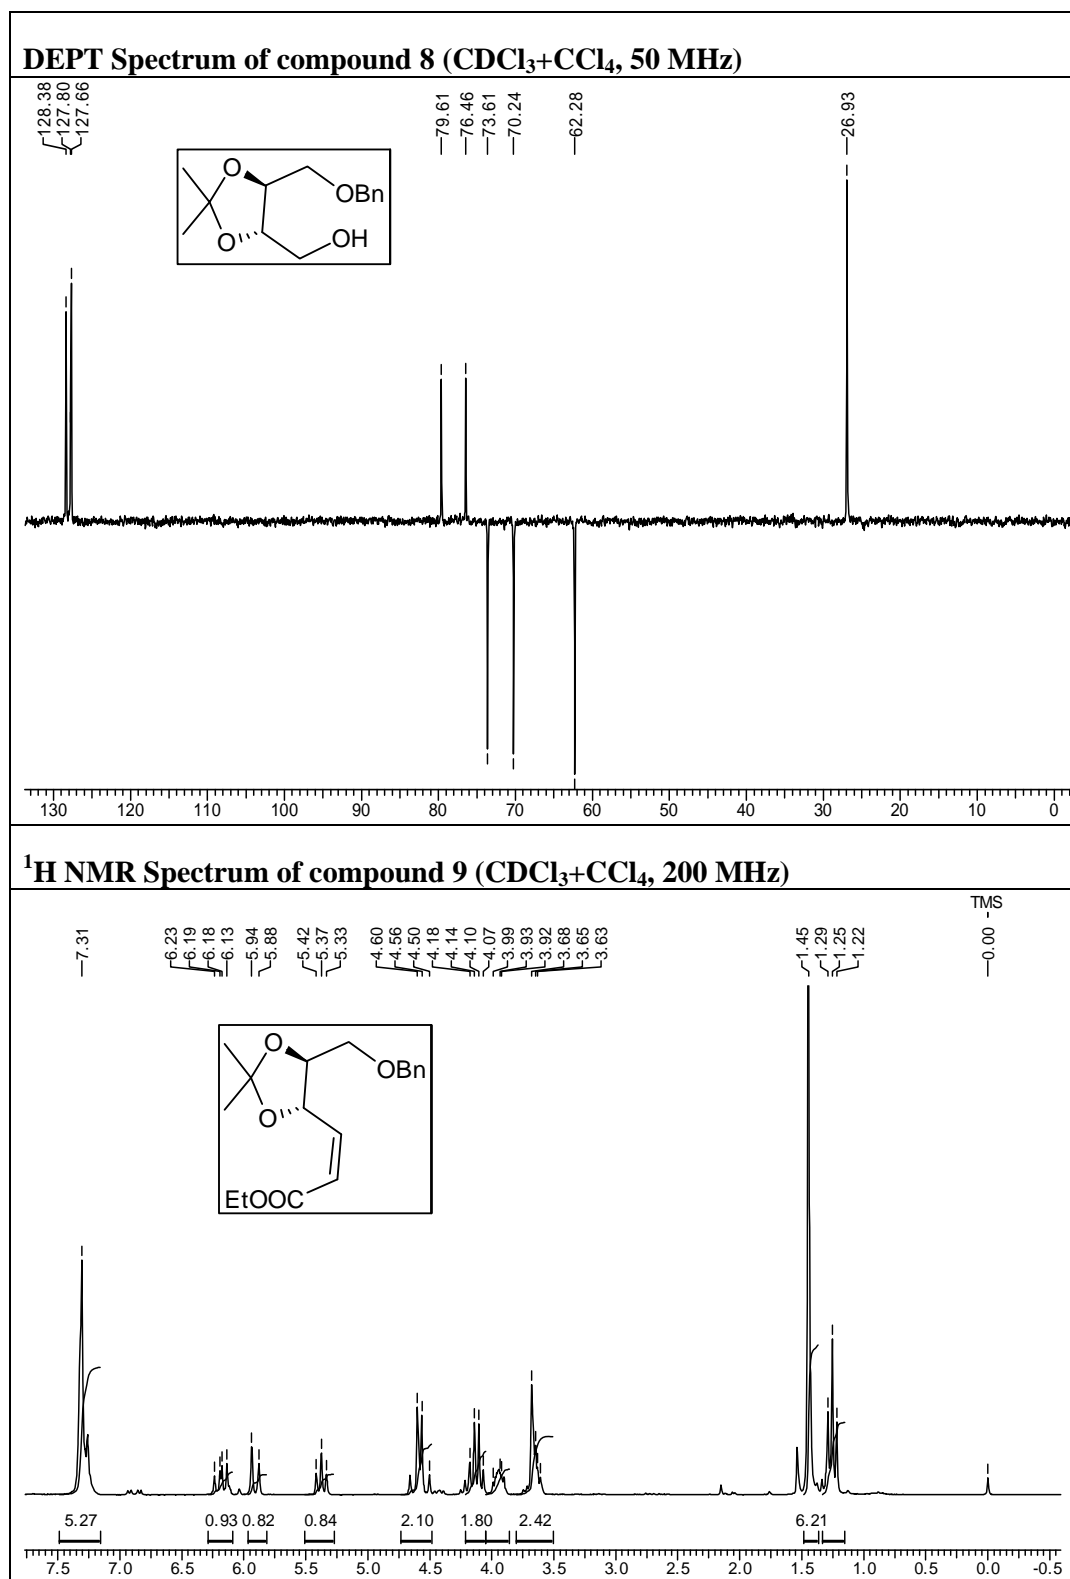 DEPT Spectrum of compound 8 (CDCl3+CCl4, 50 MHz)
128.38
127.80
127.66
79.61
76.46
73.61
70.24
62.28
26.93
O
OBn
O
OH
130 120 110 100 90 80 70 60 50 40 30 20 10 0
1H NMR Spectrum of compound 9 (CDCl3+CCl4, 200 MHz)
TMS
7.31
6.23
6.19
6.18
6.13
5.94
5.88
5.42
5.37
5.33
4.60
4.56
4.50
4.18
4.14
4.10
4.07
3.99
3.93
3.92
3.68
3.65
3.63
1.45
1.29
1.25
1.22
0.00
O
OBn
O
EtOOC
5.27 0.93 0.82 0.84 2.10 1.80 2.42 6.21
7.5 7.0 6.5 6.0 5.5 5.0 4.5 4.0 3.5 3.0 2.5 2.0 1.5 1.0 0.5 0.0 -0.5